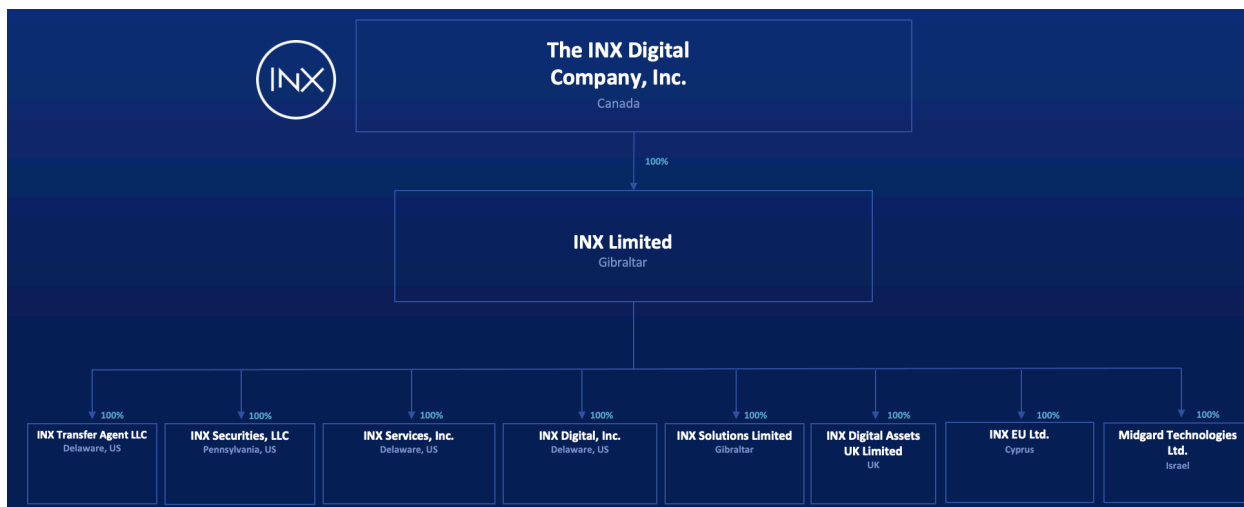 INX
The INX Digital
Company, Inc.
Canada
100%
INX Limited
Gibraltar
100%
100%
100%
100%
100%
100%
100%
100%
INX Transfer Agent LLC
Delaware, US
INX Securities, LLC
Pennsylvania, US
INX Services, Inc.
Delaware, US
INX Digital, Inc.
Delaware, US
INX Solutions Limited
Gibraltar
INX Digital Assets
UK Limited
UK
INX EU Ltd.
Cyprus
Midgard Technologies
Ltd.
Israel